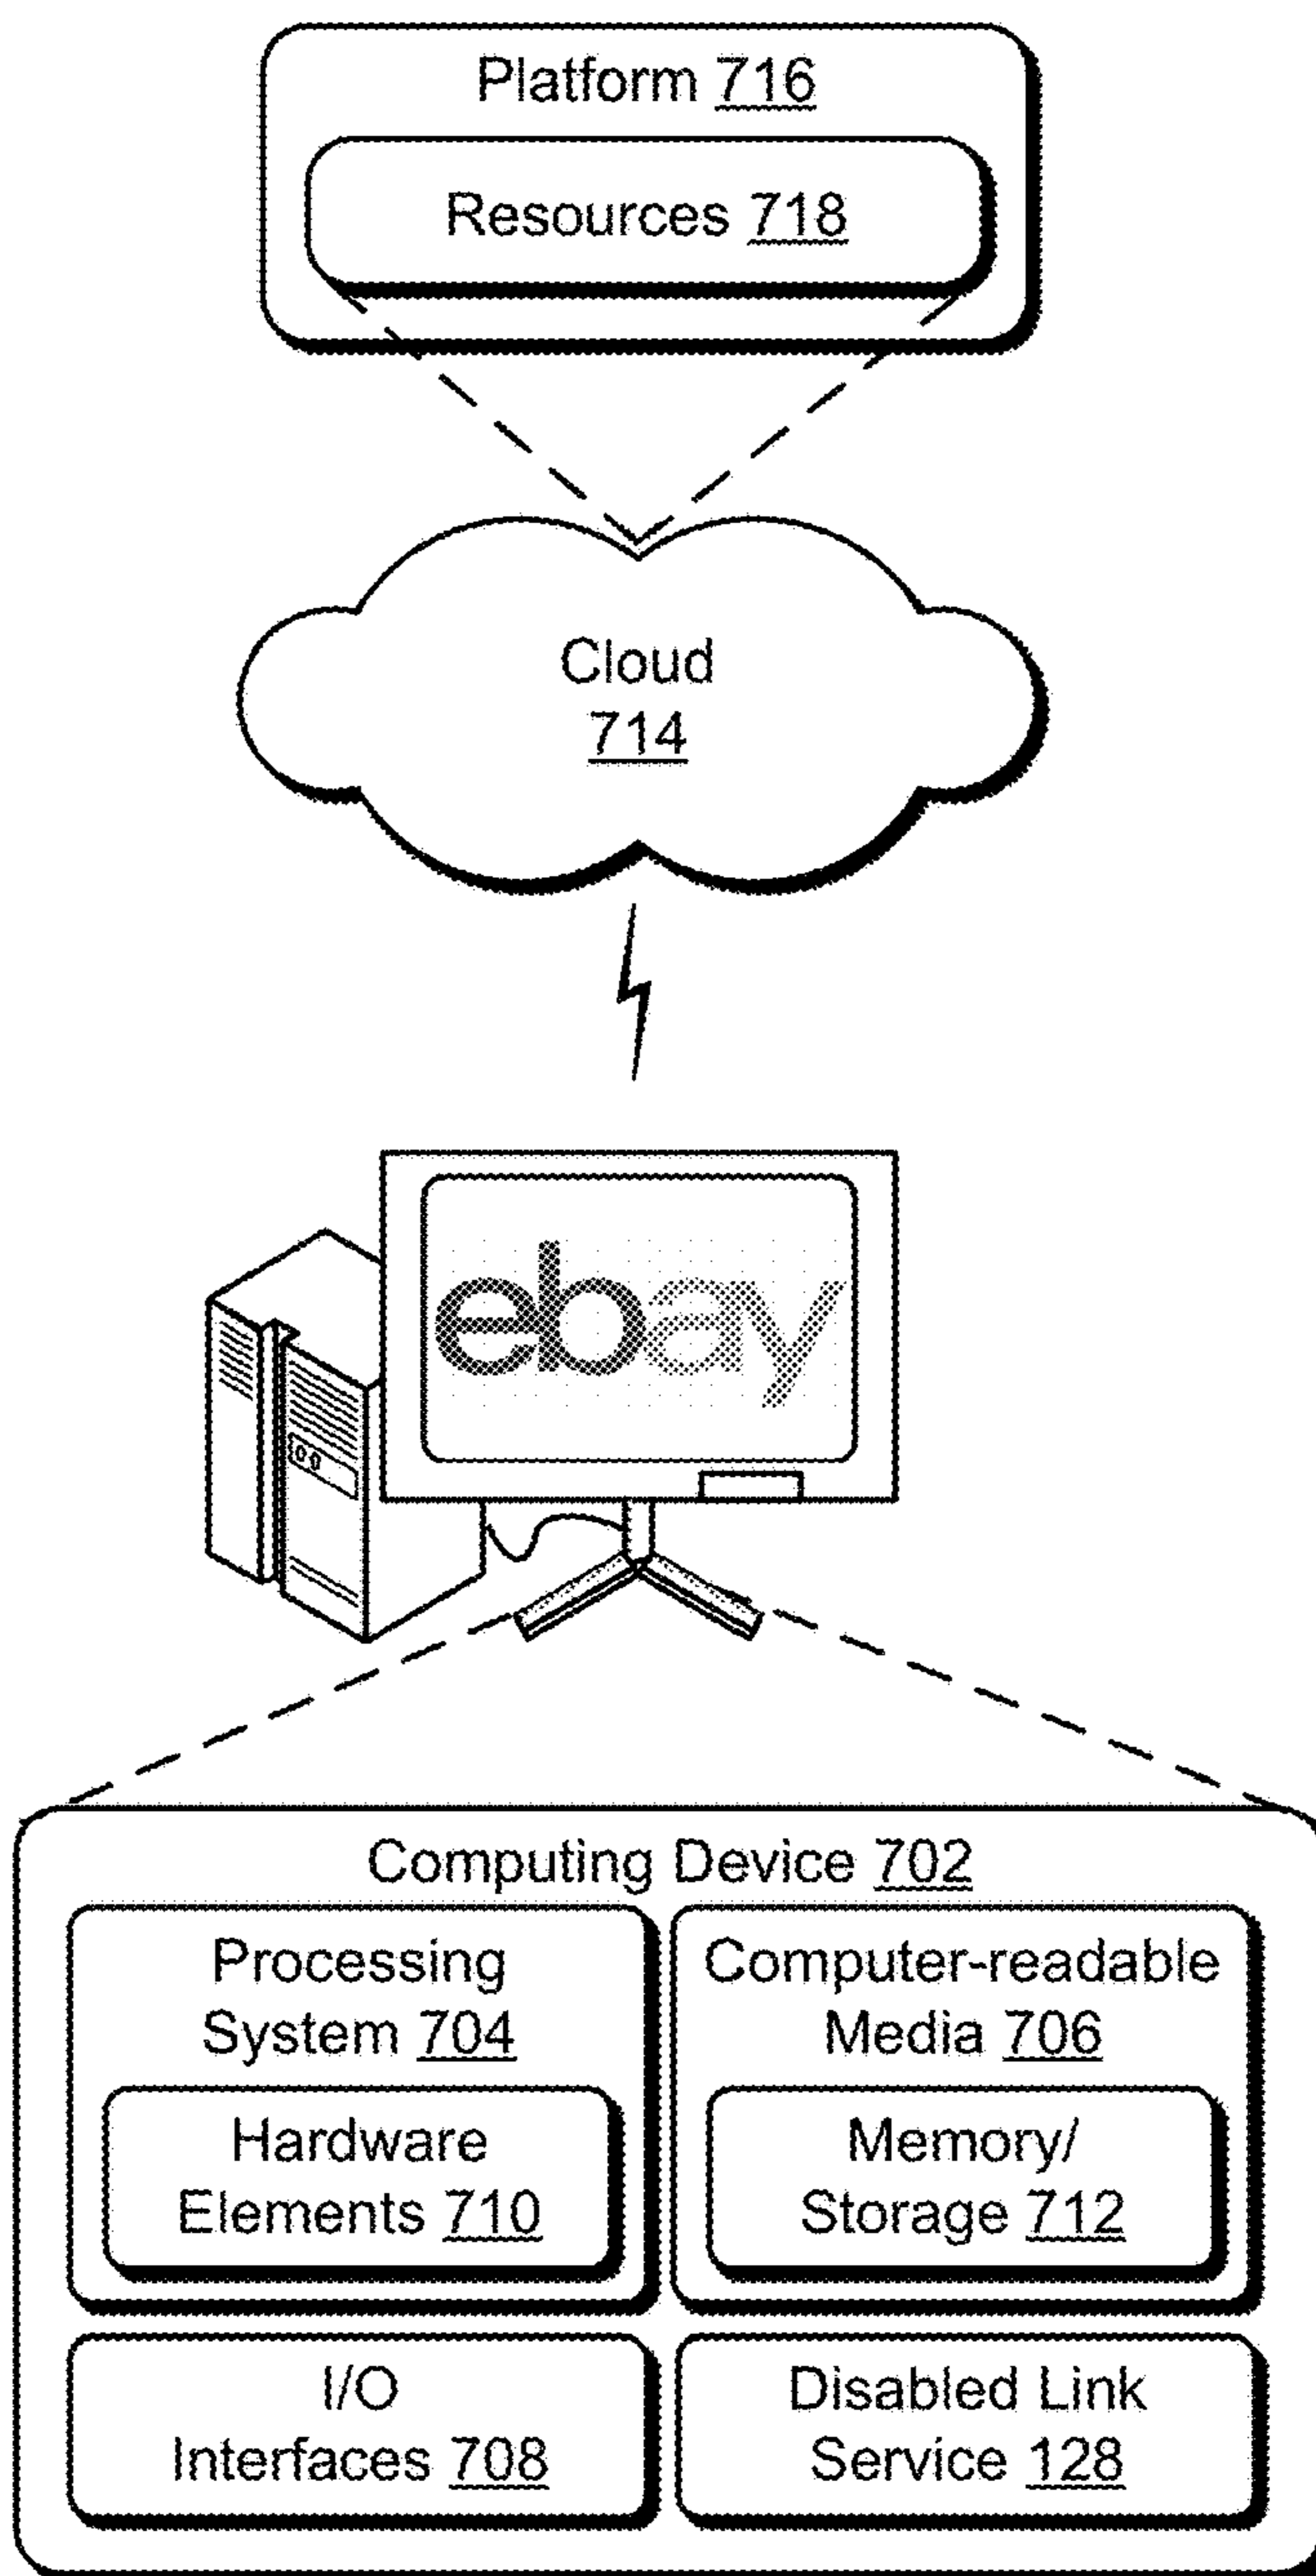 Platform 716
Resources 718
Cloud
714
ebay
Computing Device 702
Processing
System 704
Hardware
Elements 710
Computer-readable
Media 706
Memory/
Storage 712
I/O
Interfaces 708
Disabled Link
Service 128